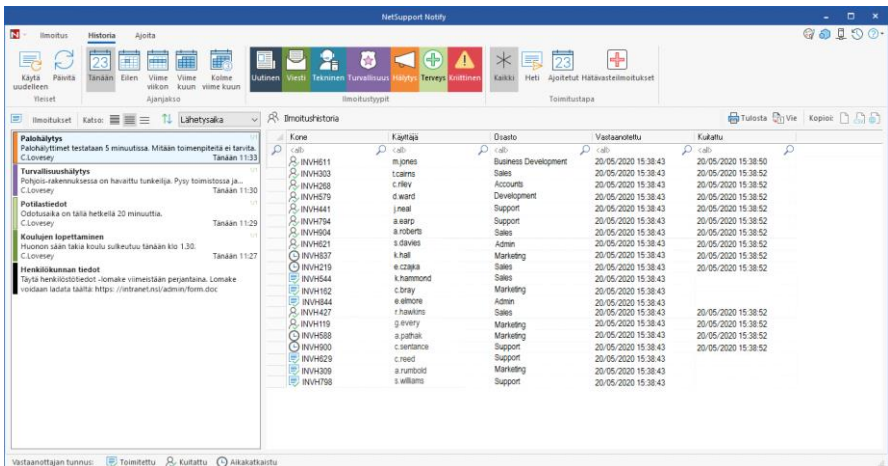 NetSupport Notify
Ilmoitus Historia Ajoita
Käytä uudelleen Päivitä Tänään Eilen Viime viikon Viime kuun Kolme viime kuun Uutinen Viesti Tekninen Turvallisuus Hälytys Terveys Kriittinen Kaikki Heti Ajoitetut Hätävasteilmoitukset
Yleiset Ajanjakso Ilmoitustyypit Toimitustapa
Ilmoitukset Katso: Lähetysaika Ilmoitushistoria Tulosta Vie Kopioi:
Palohälytys 1/1
Palohälyttimet testataan 5 minuutissa. Mitään toimenpiteitä ei tarvita.
C.Lovesey Tänään 11:33
Turvallisuushälytys 1/1
Pohjois-rakennuksessa on havaittu tunkeilija. Pysy toimistossa ja...
C.Lovesey Tänään 11:30
Potilastiedot 1/1
Odotusaika on tällä hetkellä 20 minuuttia.
C.Lovesey Tänään 11:29
Koulujen lopettaminen 1/1
Huonon sään takia koulu sulkeutuu tänään klo 1.30.
C.Lovesey Tänään 11:27
Henkilökunnan tiedot
Täytä henkilöstötiedot -lomake viimeistään perjantaina. Lomake
voidaan ladata täältä: https://intranet.nsl/admin/form.doc
Kone Käyttäjä Osasto Vastaanotettu Kuitattu
<all> <all> <all> <all> <all>
INVH611 m.jones Business Development 20/05/2020 15:38:43 20/05/2020 15:38:50
INVH303 t.cairns Sales 20/05/2020 15:38:43 20/05/2020 15:38:52
INVH268 c.riley Accounts 20/05/2020 15:38:43 20/05/2020 15:38:52
INVH579 d.ward Development 20/05/2020 15:38:43 20/05/2020 15:38:52
INVH441 j.neal Support 20/05/2020 15:38:43 20/05/2020 15:38:52
INVH794 a.earp Support 20/05/2020 15:38:43 20/05/2020 15:38:52
INVH904 a.roberts Sales 20/05/2020 15:38:43 20/05/2020 15:38:52
INVH621 s.davies Admin 20/05/2020 15:38:43 20/05/2020 15:38:52
INVH837 k.hall Marketing 20/05/2020 15:38:43 20/05/2020 15:38:52
INVH219 e.czajka Sales 20/05/2020 15:38:43 20/05/2020 15:38:52
INVH544 k.hammond Sales 20/05/2020 15:38:43
INVH182 c.bray Marketing 20/05/2020 15:38:43
INVH844 e.elmore Admin 20/05/2020 15:38:43
INVH427 r.hawkins Sales 20/05/2020 15:38:43 20/05/2020 15:38:52
INVH119 g.every Marketing 20/05/2020 15:38:43 20/05/2020 15:38:52
INVH588 a.pathak Marketing 20/05/2020 15:38:43 20/05/2020 15:38:52
INVH900 c.sentance Support 20/05/2020 15:38:43 20/05/2020 15:38:52
INVH629 c.reed Support 20/05/2020 15:38:43
INVH309 a.rumbold Marketing 20/05/2020 15:38:43
INVH798 s.williams Support 20/05/2020 15:38:43
Vastaanottajan tunnus: Toimitettu Kuitattu Aikakatkaistu